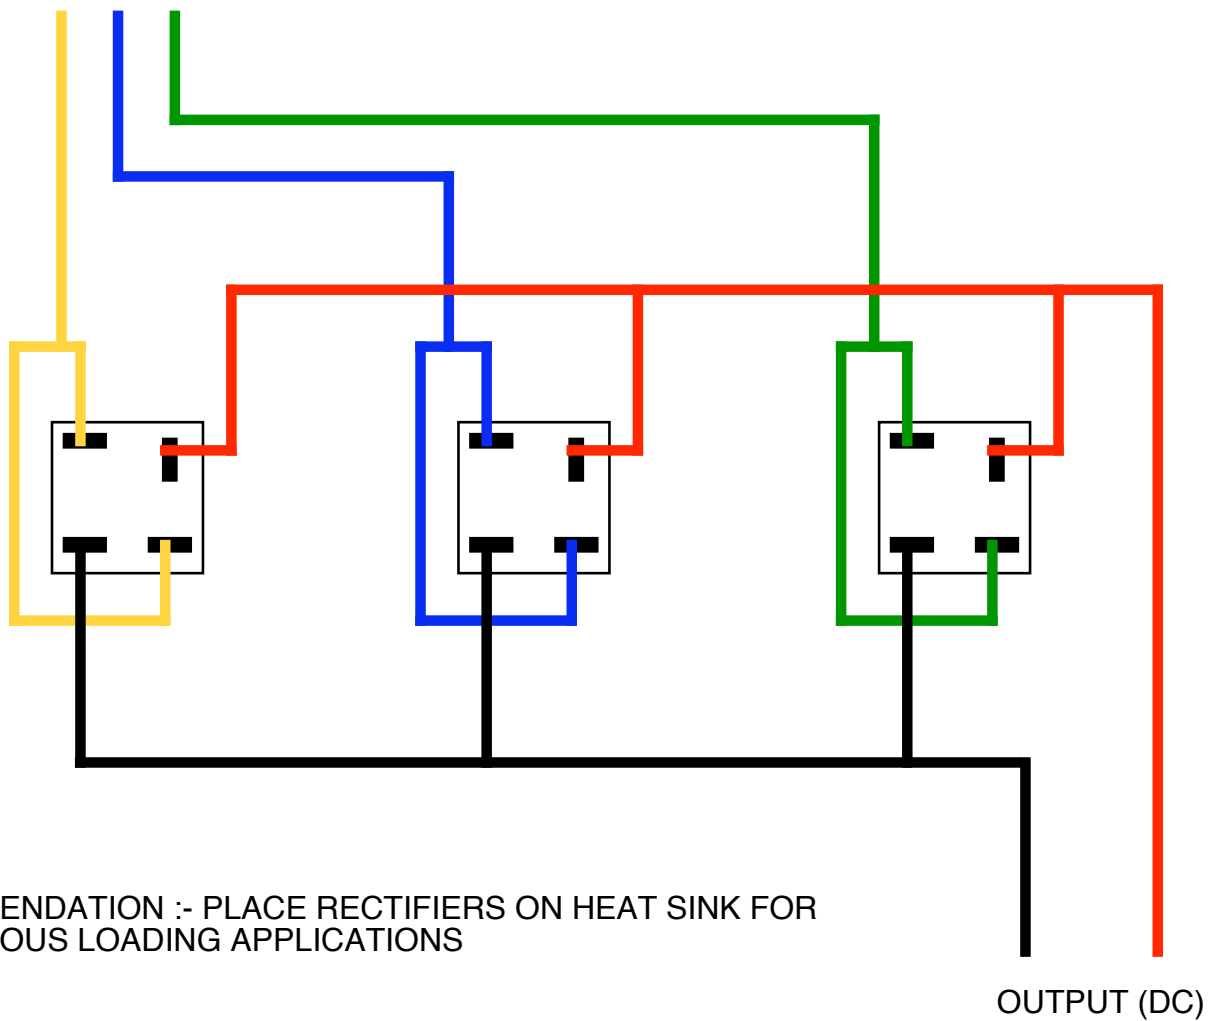 ENDATION :- PLACE RECTIFIERS ON HEAT SINK FOR
OUS LOADING APPLICATIONS
OUTPUT (DC)